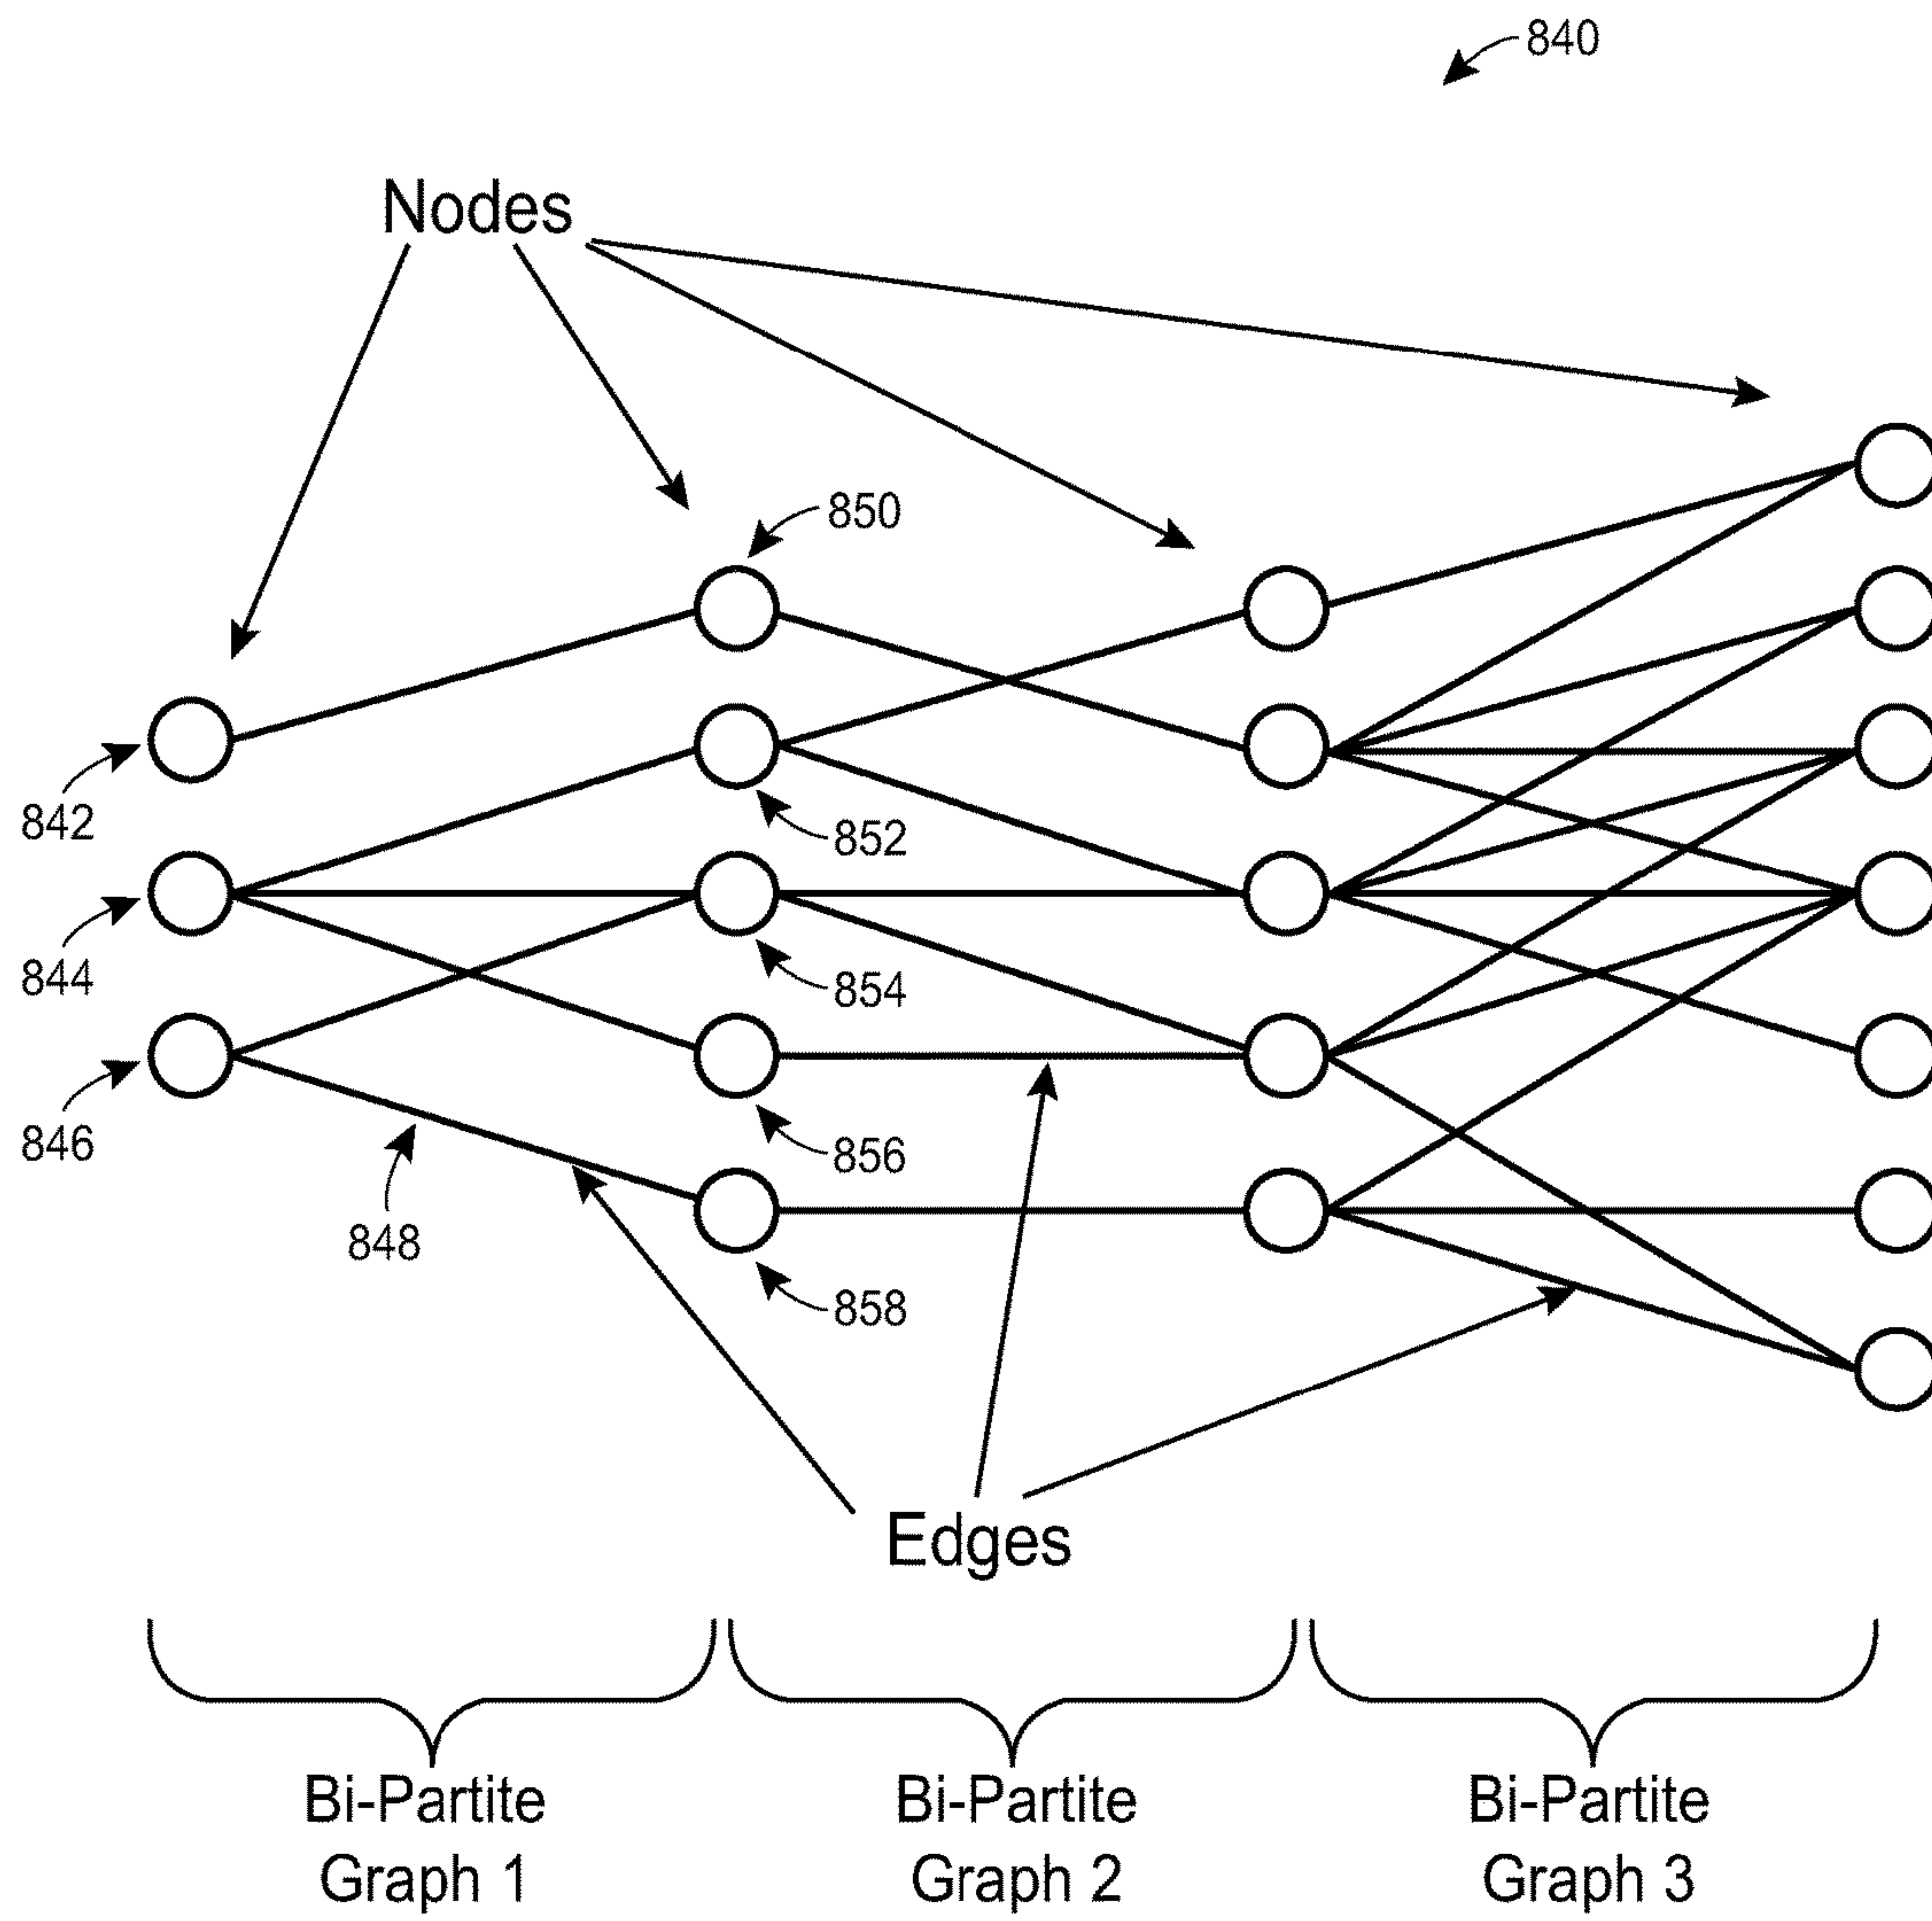 840
Nodes
850
842
852
844
854
846
856
848
858
Edges
Bi-Partite
Graph 1
Bi-Partite
Graph 2
Bi-Partite
Graph 3